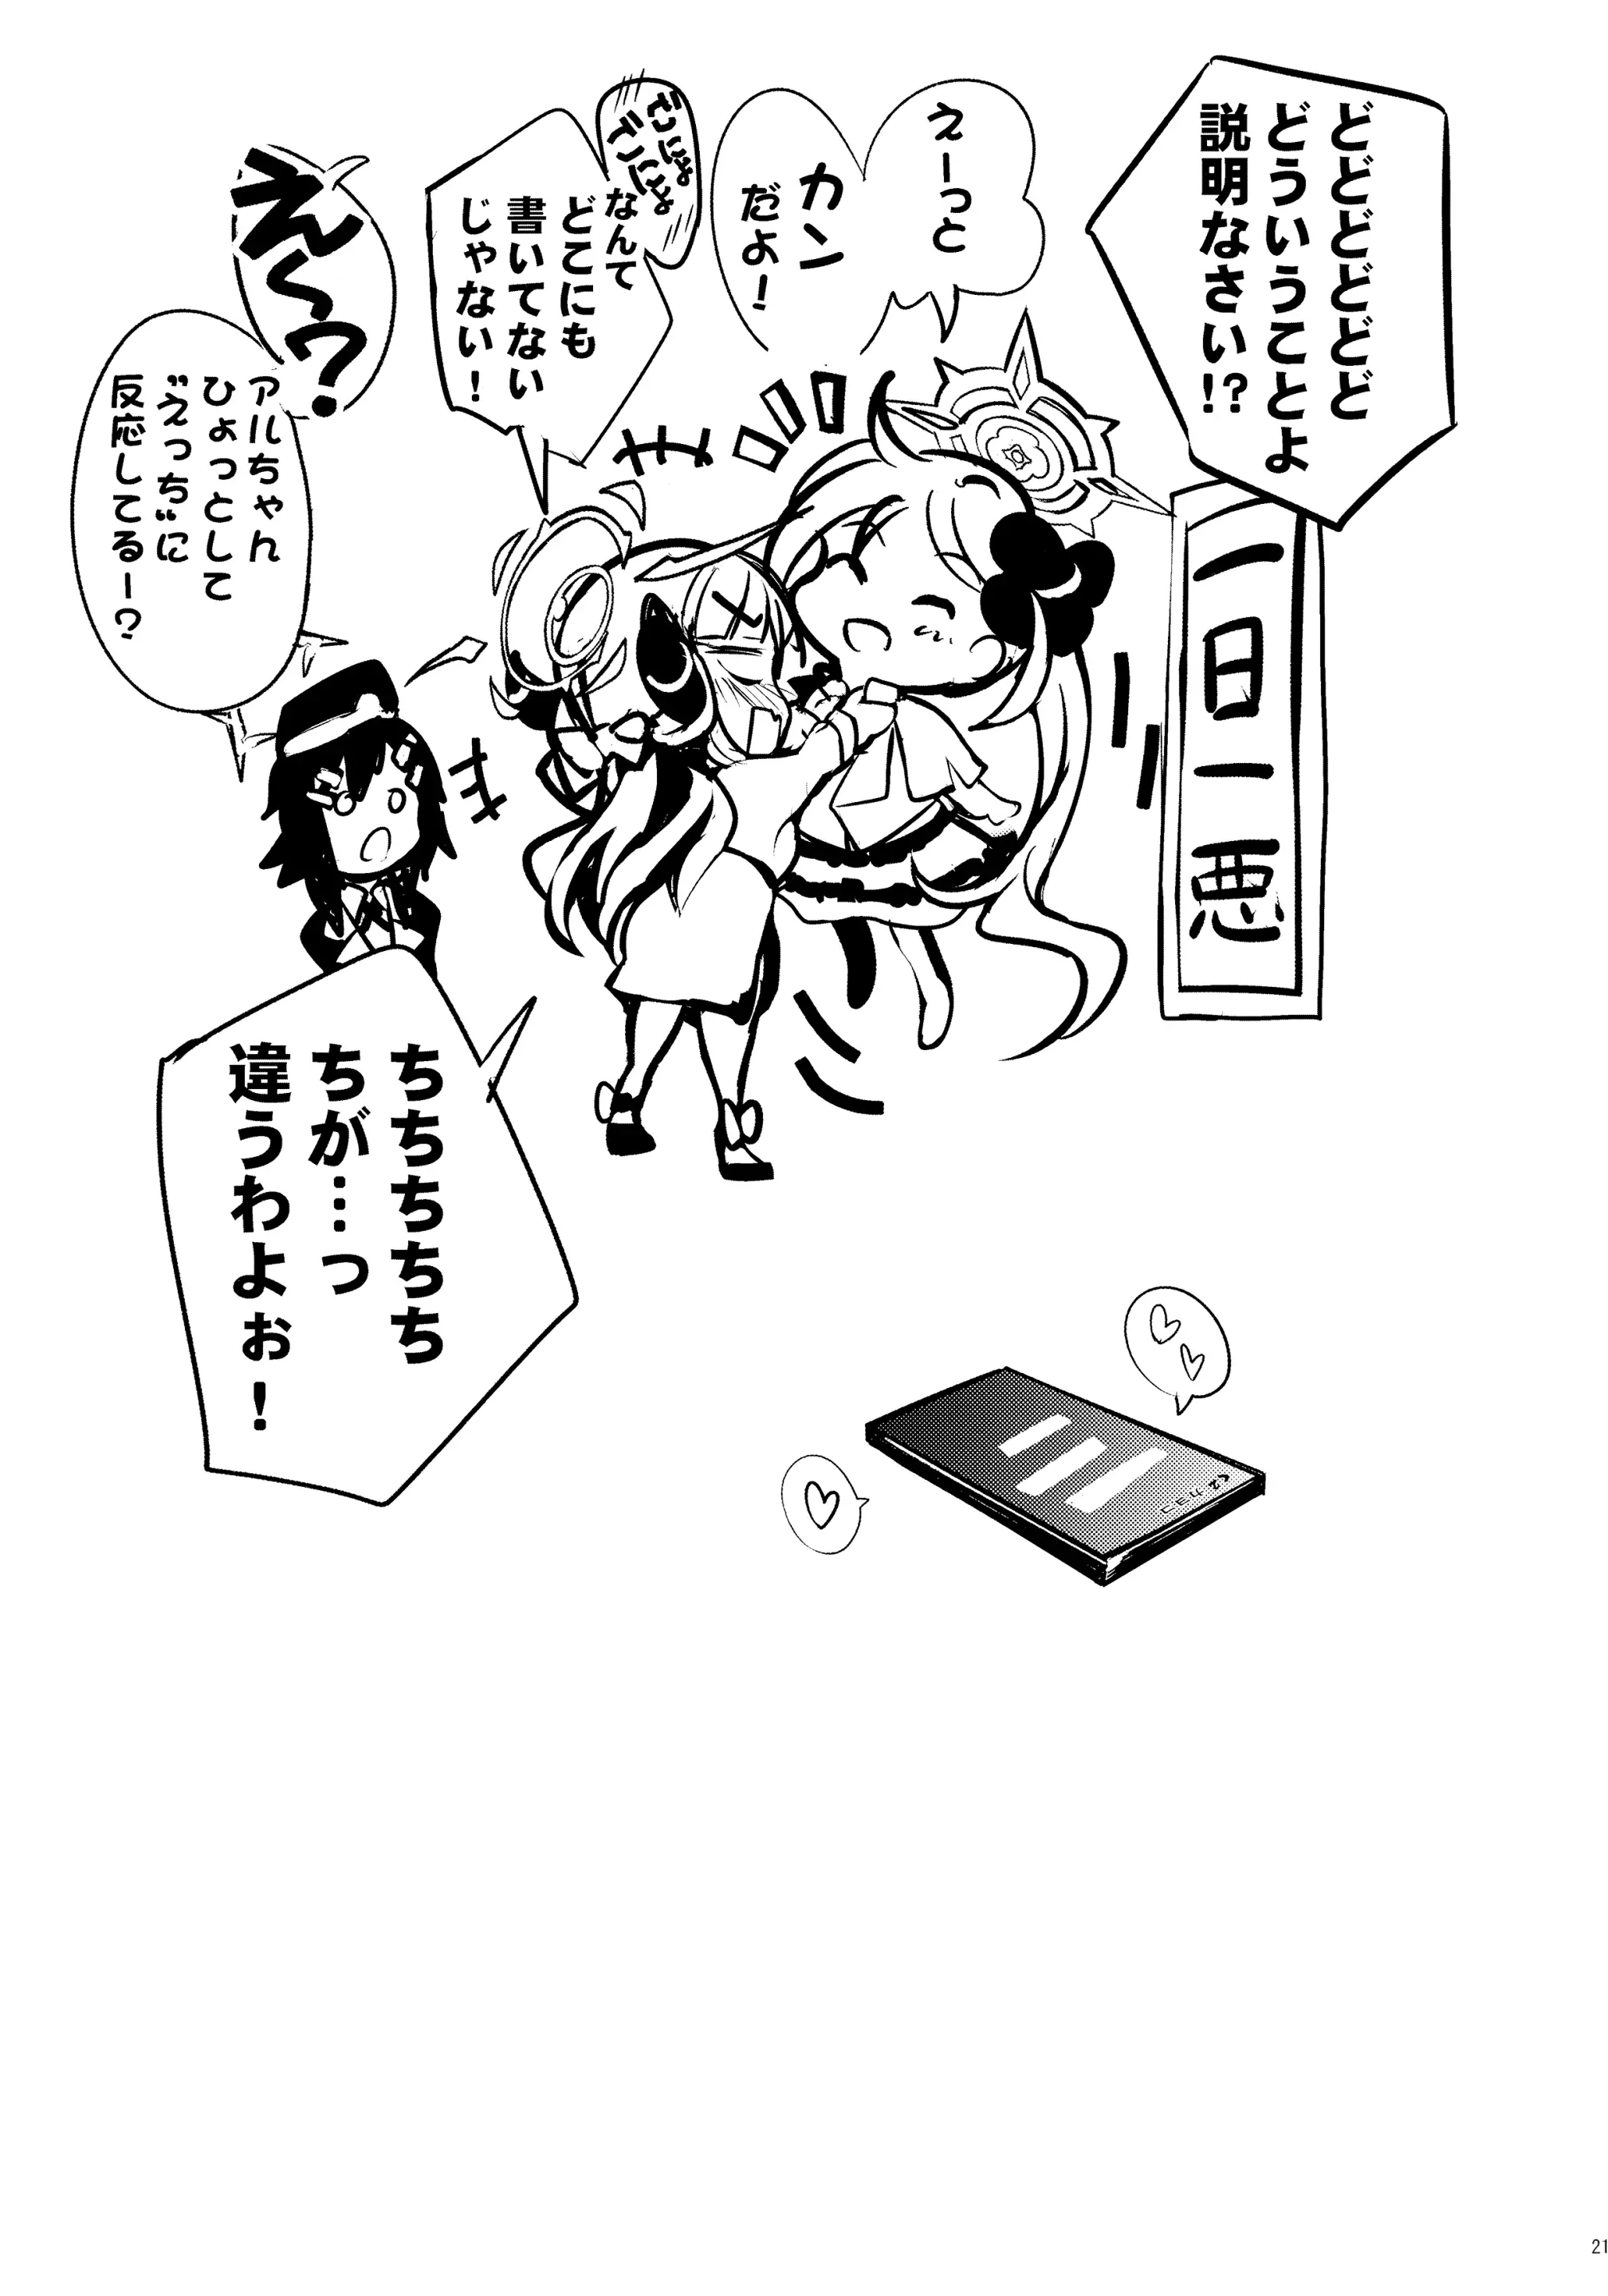 どどどどどど
どういうことよ
説明なさい!?
えーっと
カン
だよ!
ごにょ
ごにょ
なんて
どこにも
書いてない
じゃない!
え〜?
アルちゃん
ひょっとして
"えっち"に
反応してるー?
一日一悪
ちちちちち
ちが…っ
違うわよぉ!
21